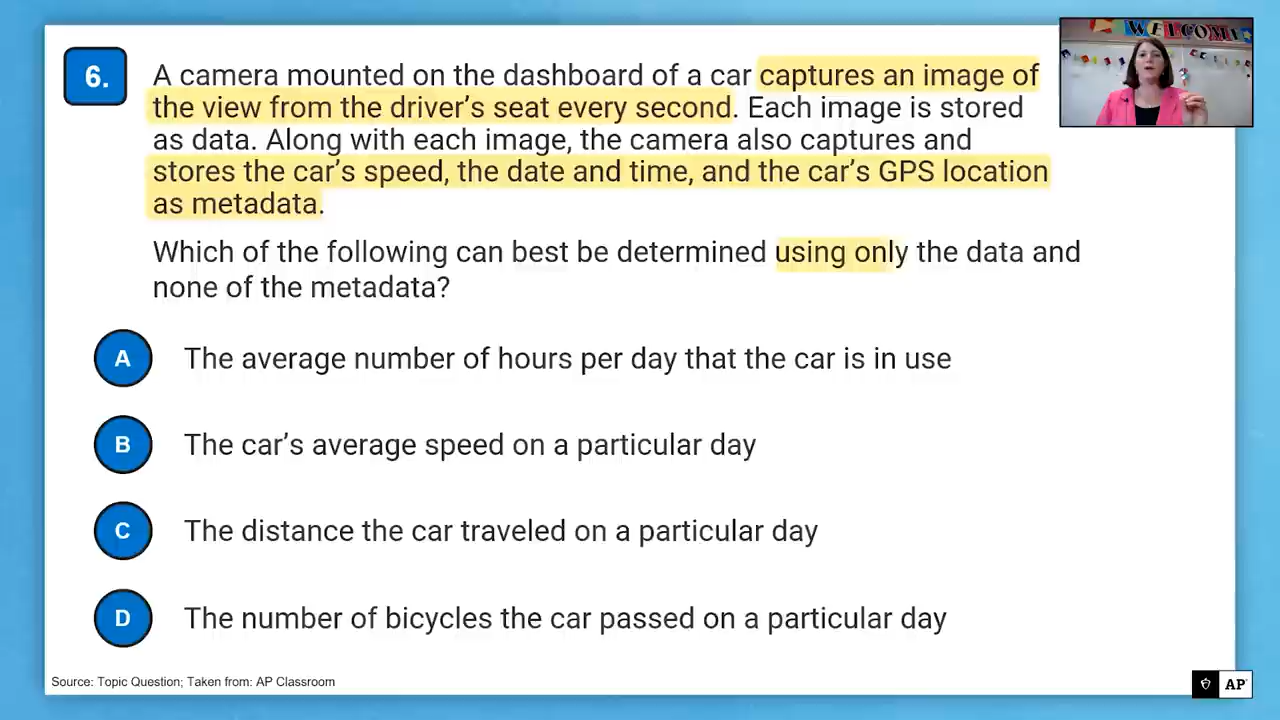 WELCOME
6.
A camera mounted on the dashboard of a car captures an image of
the view from the driver's seat every second. Each image is stored
as data. Along with each image, the camera also captures and
stores the car's speed, the date and time, and the car's GPS location
as metadata.
Which of the following can best be determined using only the data and
none of the metadata?
A The average number of hours per day that the car is in use
B The car's average speed on a particular day
C The distance the car traveled on a particular day
D The number of bicycles the car passed on a particular day
Source: Topic Question; Taken from: AP Classroom
AP